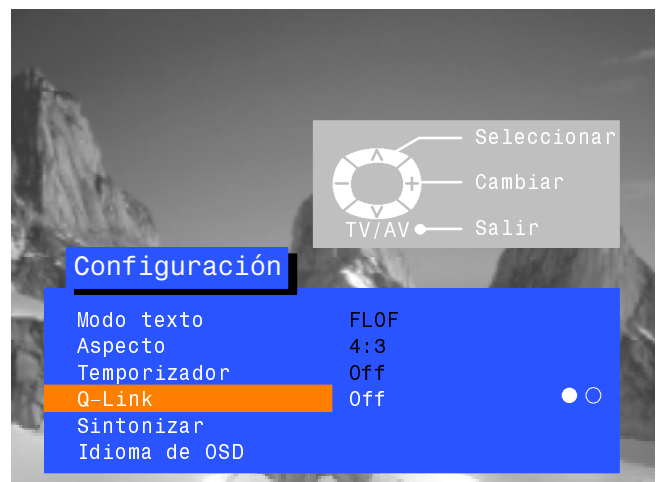 Seleccionar
Cambiar
TV/AV Salir
Configuración
Modo texto FLOF
Aspecto 4:3
Temporizador Off
Q-Link Off
Sintonizar
Idioma de OSD